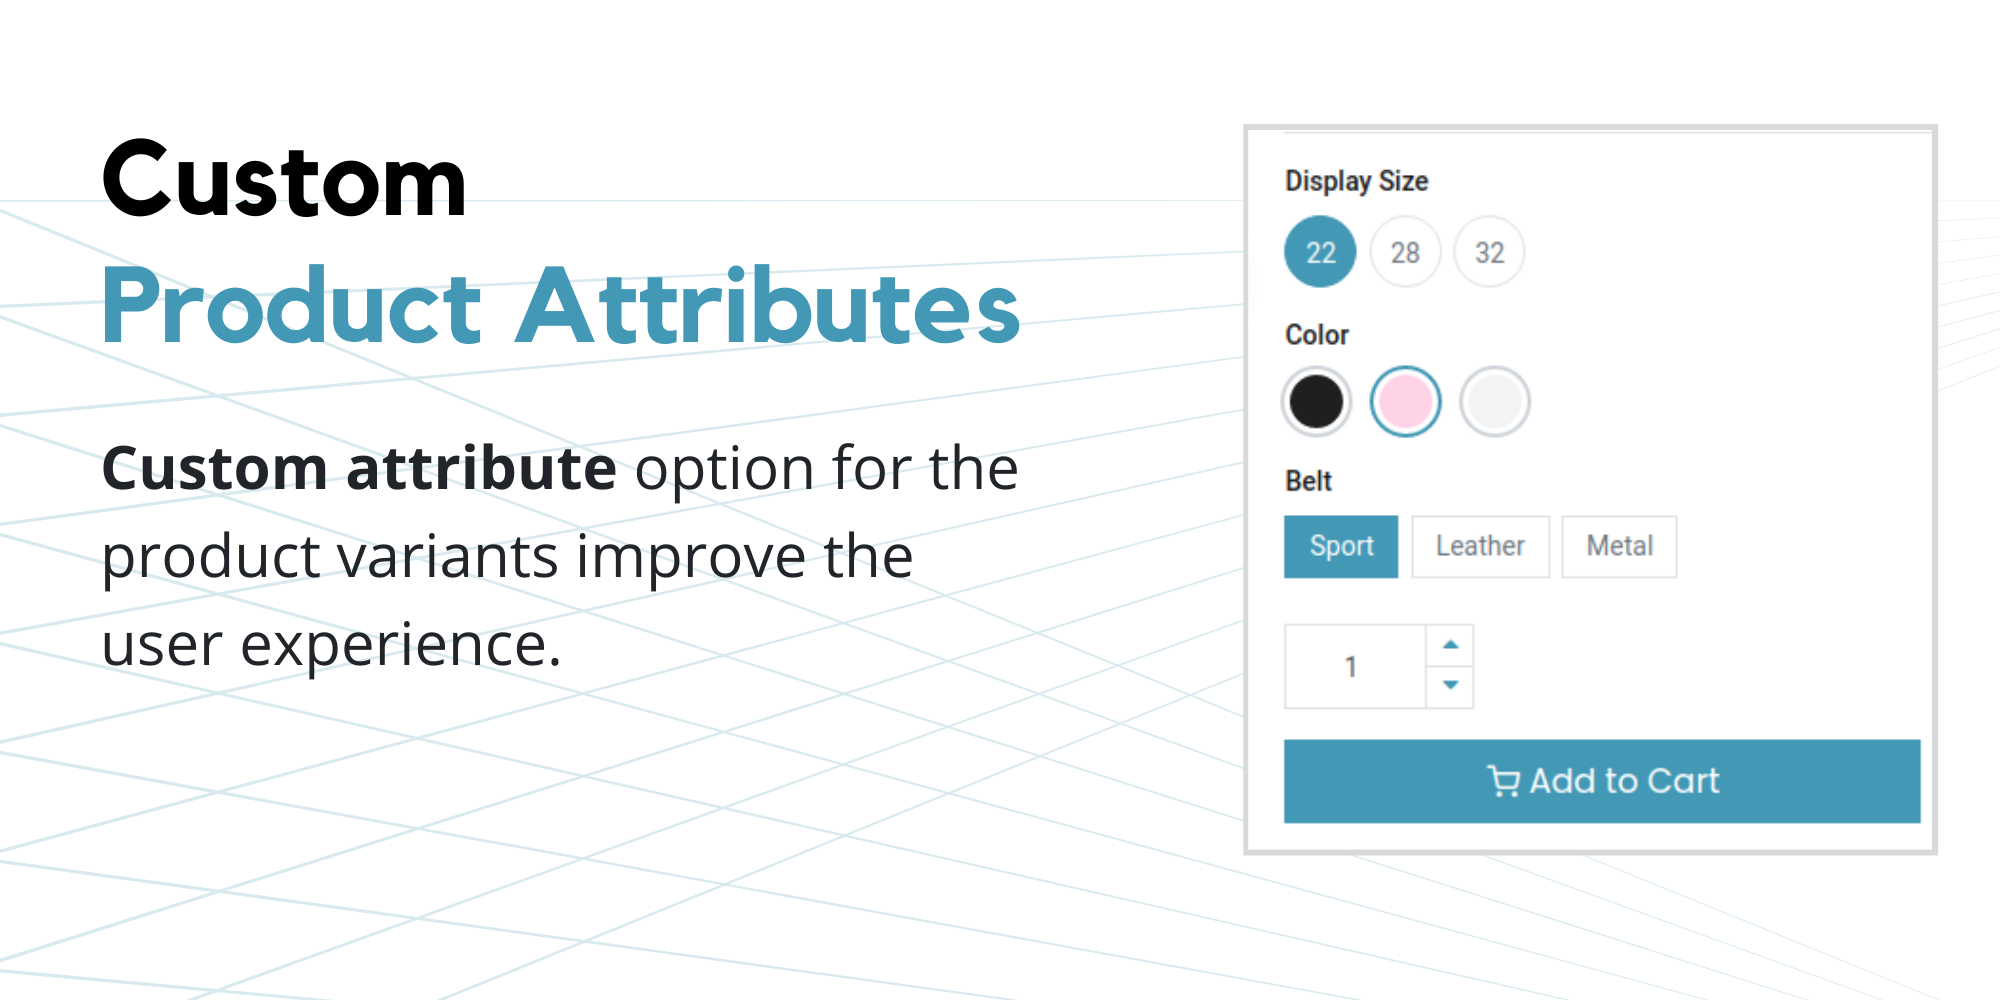 Custom
Product Attributes
Custom attribute option for the
product variants improve the
user experience.
Display Size
22 28 32
Color
Belt
Sport Leather Metal
1
Add to Cart